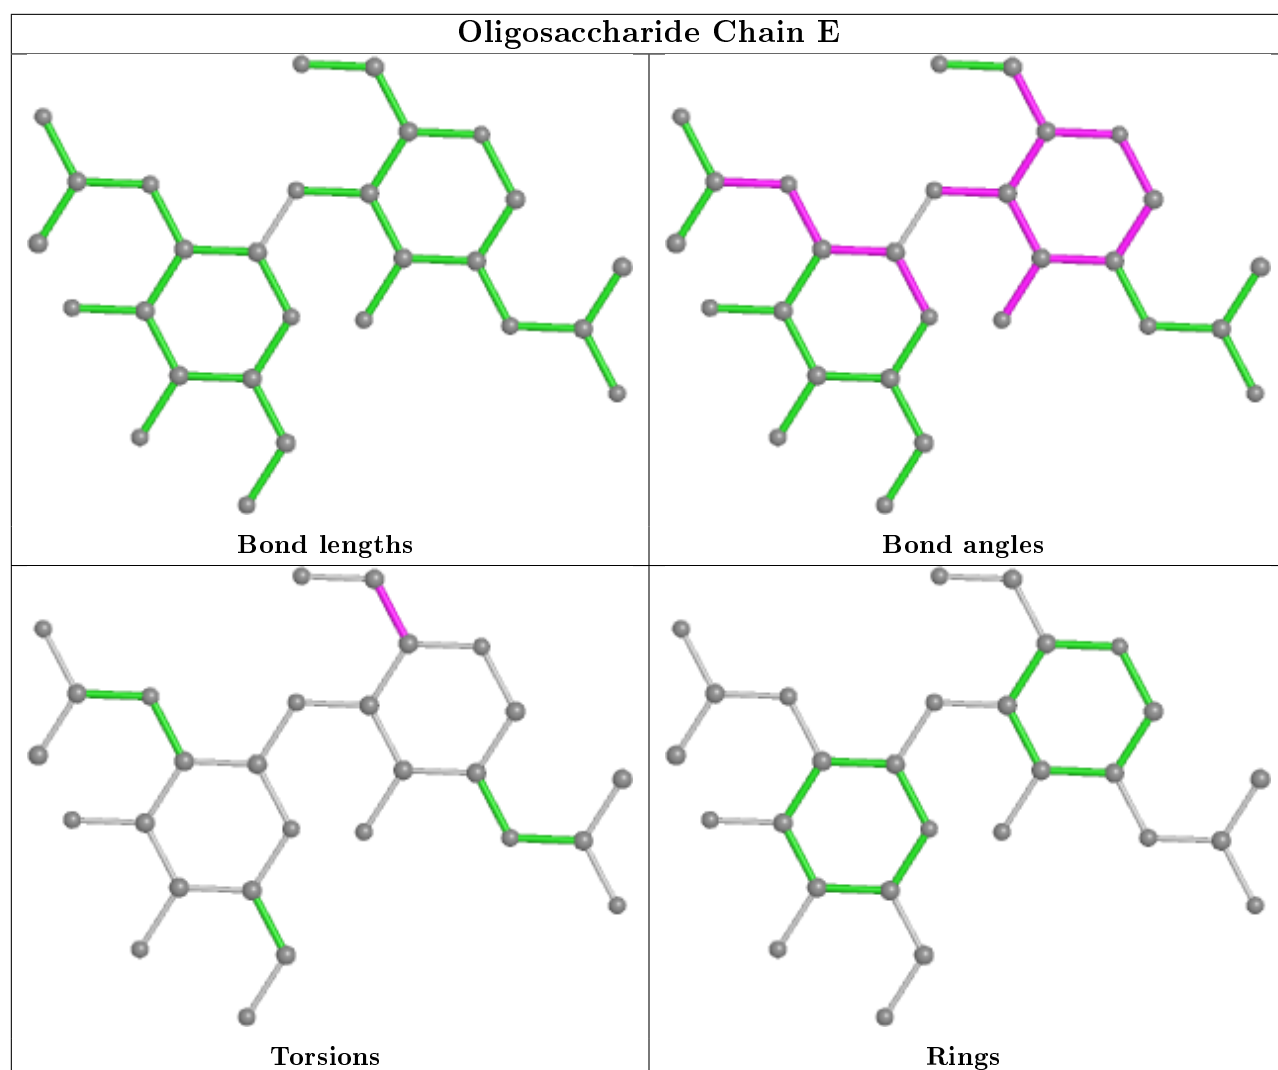 Oligosaccharide Chain E
Bond lengths
Bond angles
Torsions
Rings